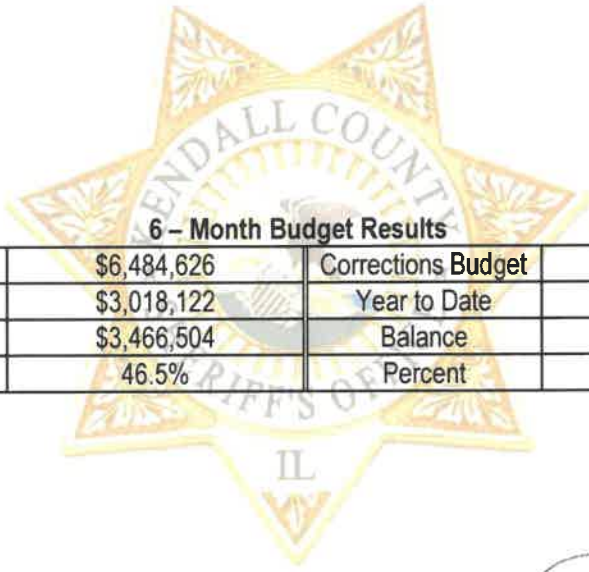 KENDALL COUNTY
6 – Month Budget Results
$6,484,626 Corrections Budget
$3,018,122 Year to Date
$3,466,504 Balance
46.5% Percent
SHERIFF'S OFFICE
IL